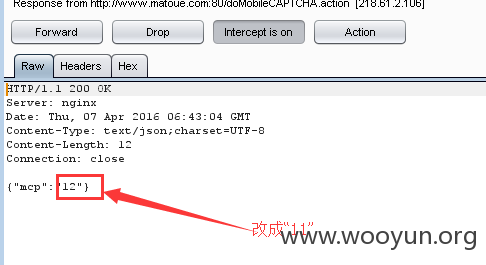 Response from http://www.matoue.com:80/doMobileCAPTCHA.action [218.61.2.106]
Forward Drop Intercept is on Action
Raw Headers Hex
HTTP/1.1 200 OK
Server: nginx
Date: Thu, 07 Apr 2016 06:43:04 GMT
Content-Type: text/json;charset=UTF-8
Content-Length: 12
Connection: close
{"mcp":"12"}
改成“11”
www.wooyun.org